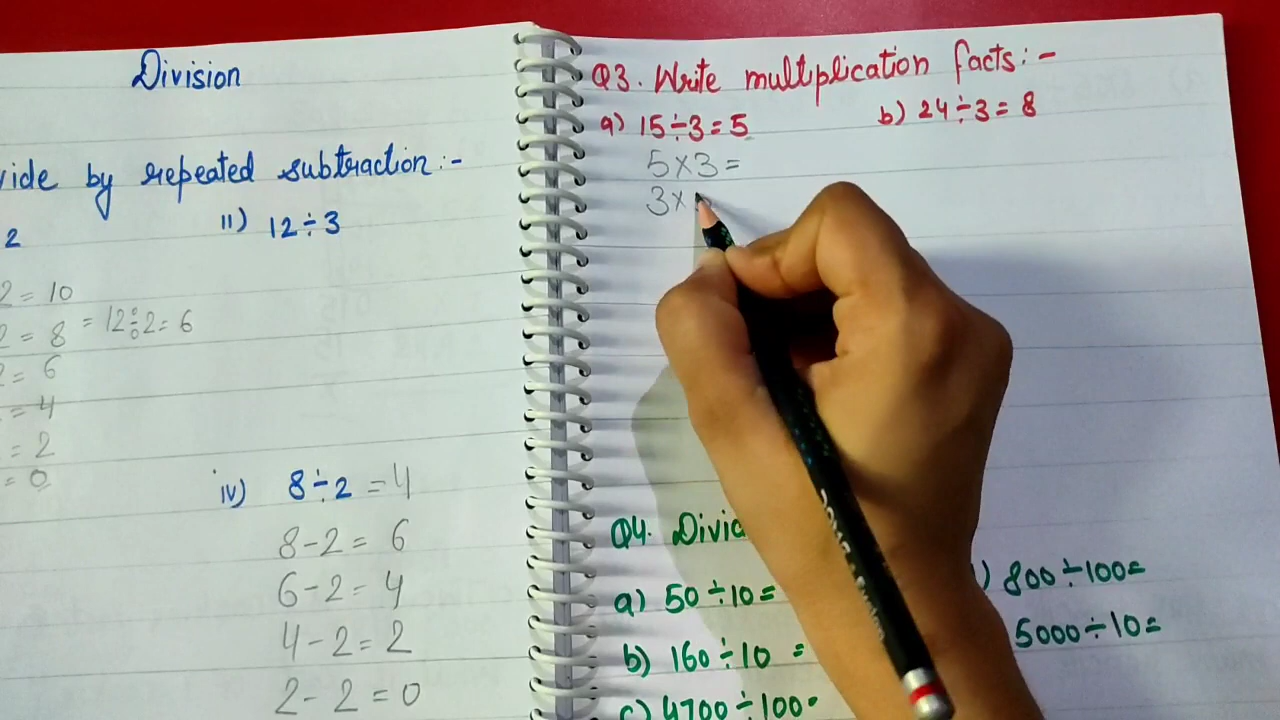 Division
vide by repeated subtraction:-
2
11) 12÷3
2= 10
2= 8 = 12÷2= 6
2= 6
= 4
= 2
= 0
iv) 8÷2 = 4
8-2= 6
6-2= 4
4-2= 2
2-2=0
Q3. Write multiplication facts:-
a) 15÷3=5
b) 24÷3=8
5×3=
3×
Q4. Divid
a) 50÷10=
) 800÷100=
b) 160÷10 =
5000÷10=
c) 4700÷100